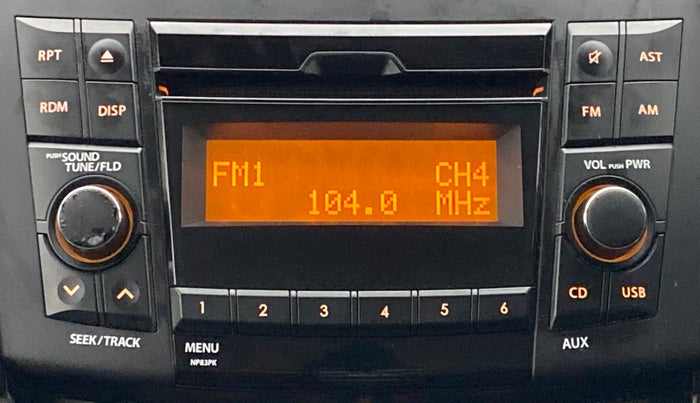 RPT
AST
RDM
DISP
FM
AM
PUSH SOUND
TUNE/FLD
VOL PUSH PWR
FM1 CH4
104.0 MHz
CD
USB
1 2 3 4 5 6
SEEK/TRACK
MENU
NP83PK
AUX